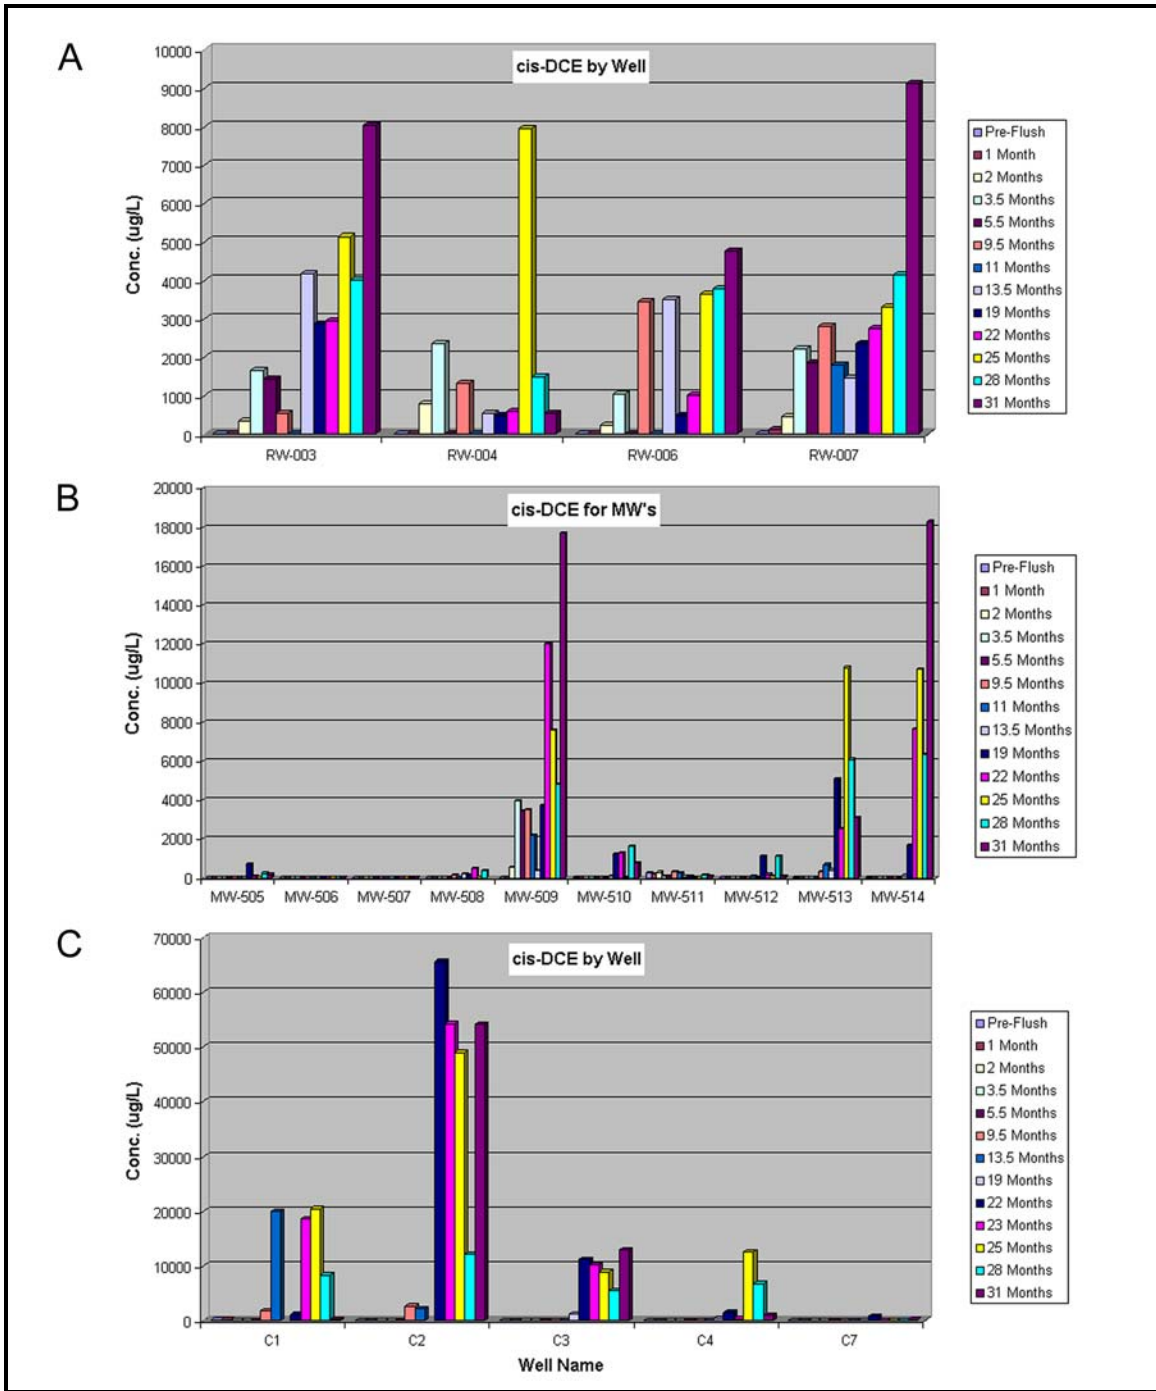 A
cis-DCE by Well
10000
9000
8000
7000
6000
5000
4000
3000
2000
1000
0
Conc. (ug/L)
RW-003 RW-004 RW-006 RW-007
Pre-Flush
1 Month
2 Months
3.5 Months
5.5 Months
9.5 Months
11 Months
13.5 Months
19 Months
22 Months
25 Months
28 Months
31 Months
B
cis-DCE for MW's
20000
18000
16000
14000
12000
10000
8000
6000
4000
2000
0
Conc. (ug/L)
MW-505 MW-506 MW-507 MW-508 MW-509 MW-510 MW-511 MW-512 MW-513 MW-514
Pre-Flush
1 Month
2 Months
3.5 Months
5.5 Months
9.5 Months
11 Months
13.5 Months
19 Months
22 Months
25 Months
28 Months
31 Months
C
cis-DCE by Well
70000
60000
50000
40000
30000
20000
10000
0
Conc. (ug/L)
C1 C2 C3 C4 C7
Well Name
Pre-Flush
1 Month
2 Months
3.5 Months
5.5 Months
9.5 Months
13.5 Months
19 Months
22 Months
23 Months
25 Months
28 Months
31 Months